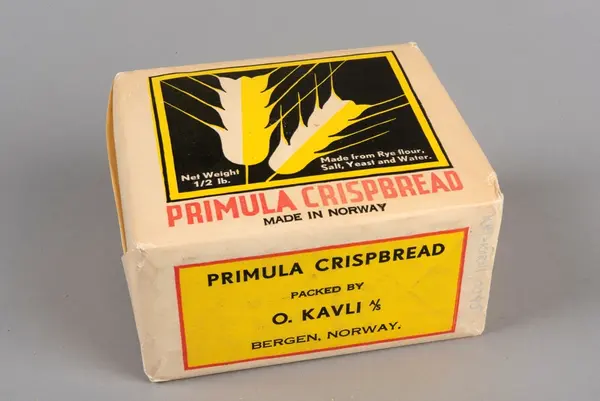 Net Weight
1/2 lb.
Made from Rye flour,
Salt, Yeast and Water.
PRIMULA CRISPBREAD
MADE IN NORWAY
PRIMULA CRISPBREAD
PACKED BY
O. KAVLI A/S
BERGEN, NORWAY.